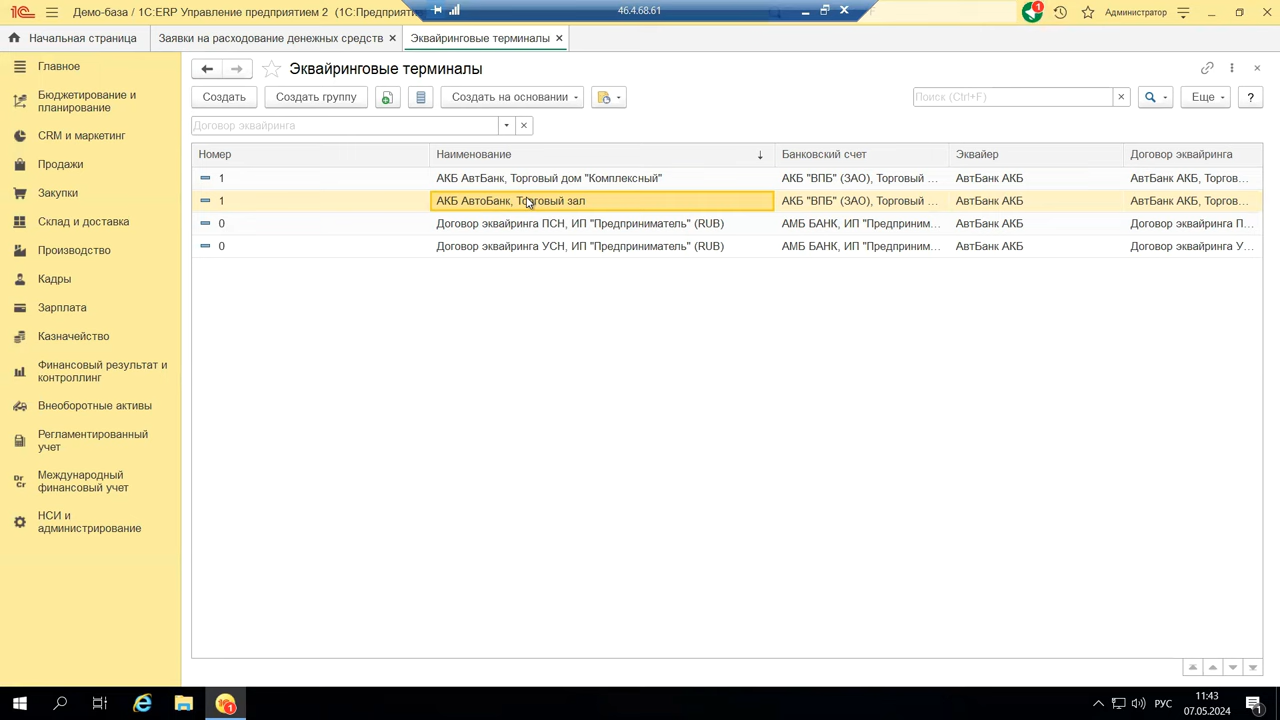 Демо-база / 1С:ERP Управление предприятием 2 (1С:Предприяти
46.4.68.61
1
Администратор
Начальная страница
Заявки на расходование денежных средств
Эквайринговые терминалы
Главное
Бюджетирование и
планирование
CRM и маркетинг
Продажи
Закупки
Склад и доставка
Производство
Кадры
Зарплата
Казначейство
Финансовый результат и
контроллинг
Внеоборотные активы
Регламентированный
учет
Международный
финансовый учет
НСИ и
администрирование
Эквайринговые терминалы
Создать
Создать группу
Создать на основании
Поиск (Ctrl+F)
Еще
?
Договор эквайринга
Номер Наименование Банковский счет Эквайер Договор эквайринга
1 АКБ АвтБанк, Торговый дом "Комплексный" АКБ "ВПБ" (ЗАО), Торговый ... АвтБанк АКБ АвтБанк АКБ, Торгов...
1 АКБ АвтоБанк, Торговый зал АКБ "ВПБ" (ЗАО), Торговый ... АвтБанк АКБ АвтБанк АКБ, Торгов...
0 Договор эквайринга ПСН, ИП "Предприниматель" (RUB) АМБ БАНК, ИП "Предприним... АвтБанк АКБ Договор эквайринга П...
0 Договор эквайринга УСН, ИП "Предприниматель" (RUB) АМБ БАНК, ИП "Предприним... АвтБанк АКБ Договор эквайринга У...
РУС
11:43
07.05.2024
1